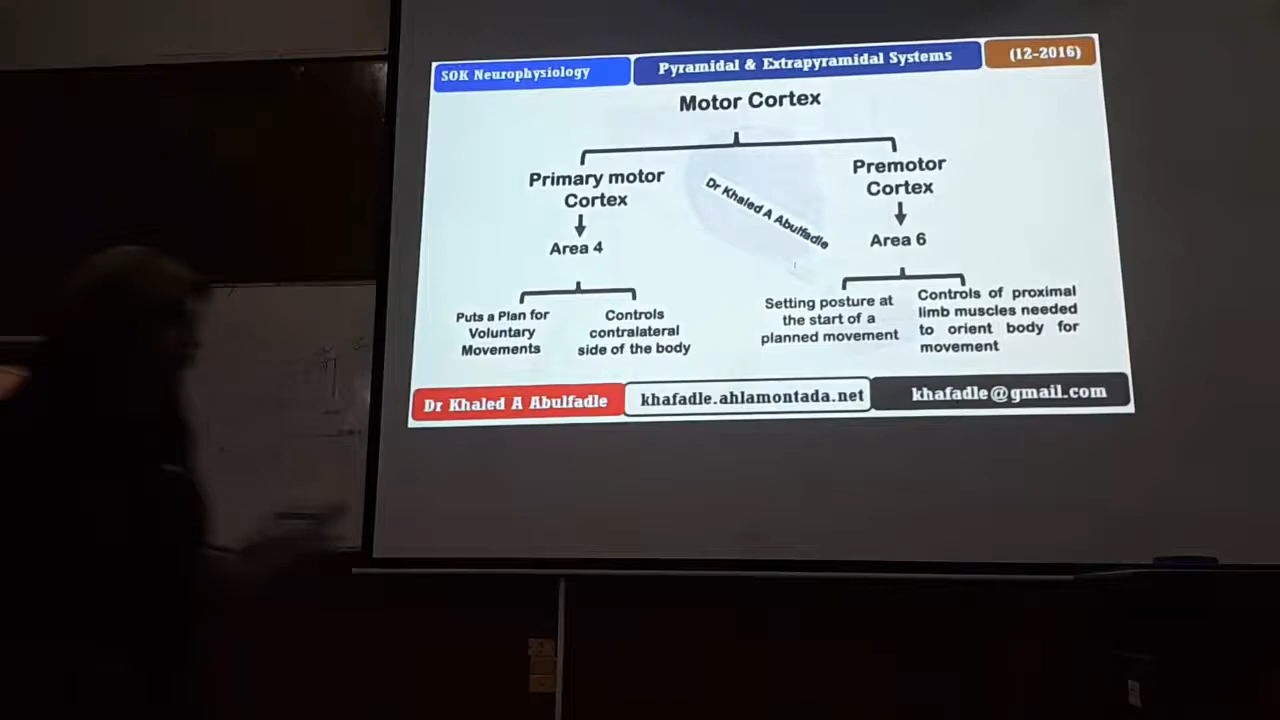 SOK Neurophysiology
Pyramidal & Extrapyramidal Systems
(12-2016)
Motor Cortex
Primary motor
Cortex
Area 4
Puts a Plan for
Voluntary
Movements
Controls
contralateral
side of the body
Dr Khaled A Abulfadle
Premotor
Cortex
Area 6
Setting posture at
the start of a
planned movement
Controls of proximal
limb muscles needed
to orient body for
movement
Dr Khaled A Abulfadle
khafadle.ahlamontada.net
khafadle@gmail.com